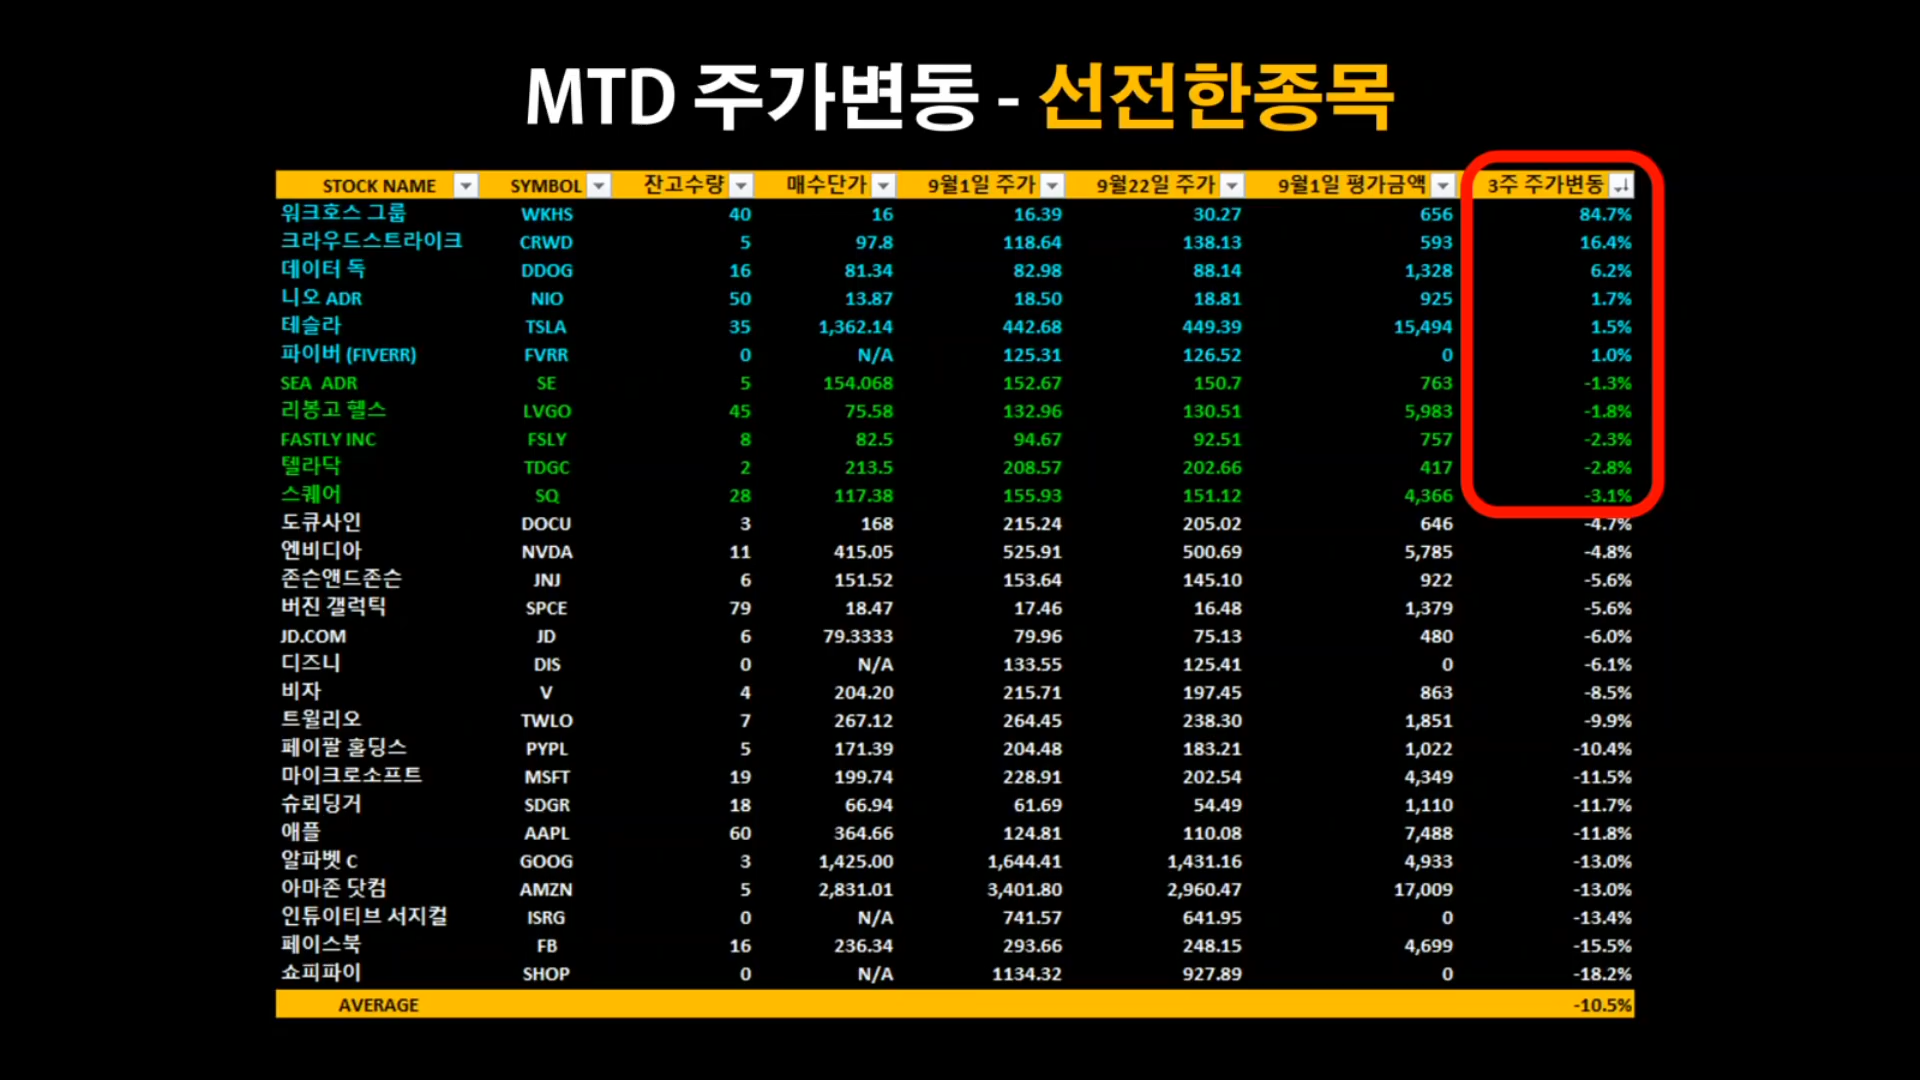 MTD 주가변동 - 선전한종목
STOCK NAME SYMBOL 잔고수량 매수단가 9월1일 주가 9월22일 주가 9월1일 평가금액 3주 주가변동
워크호스 그룹 WKHS 40 16 16.39 30.27 656 84.7%
크라우드스트라이크 CRWD 5 97.8 118.64 138.13 593 16.4%
데이터 독 DDOG 16 81.34 82.98 88.14 1,328 6.2%
니오 ADR NIO 50 13.87 18.50 18.81 925 1.7%
테슬라 TSLA 35 1,362.14 442.68 449.39 15,494 1.5%
파이버 (FIVERR) FVRR 0 N/A 125.31 126.52 0 1.0%
SEA ADR SE 5 154.068 152.67 150.7 763 -1.3%
리봉고 헬스 LVGO 45 75.58 132.96 130.51 5,983 -1.8%
FASTLY INC FSLY 8 82.5 94.67 92.51 757 -2.3%
텔라닥 TDGC 2 213.5 208.57 202.66 417 -2.8%
스퀘어 SQ 28 117.38 155.93 151.12 4,366 -3.1%
도큐사인 DOCU 3 168 215.24 205.02 646 -4.7%
엔비디아 NVDA 11 415.05 525.91 500.69 5,785 -4.8%
존슨앤드존슨 JNJ 6 151.52 153.64 145.10 922 -5.6%
버진 갤럭틱 SPCE 79 18.47 17.46 16.48 1,379 -5.6%
JD.COM JD 6 79.3333 79.96 75.13 480 -6.0%
디즈니 DIS 0 N/A 133.55 125.41 0 -6.1%
비자 V 4 204.20 215.71 197.45 863 -8.5%
트윌리오 TWLO 7 267.12 264.45 238.30 1,851 -9.9%
페이팔 홀딩스 PYPL 5 171.39 204.48 183.21 1,022 -10.4%
마이크로소프트 MSFT 19 199.74 228.91 202.54 4,349 -11.5%
슈뢰딩거 SDGR 18 66.94 61.69 54.49 1,110 -11.7%
애플 AAPL 60 364.66 124.81 110.08 7,488 -11.8%
알파벳 C GOOG 3 1,425.00 1,644.41 1,431.16 4,933 -13.0%
아마존 닷컴 AMZN 5 2,831.01 3,401.80 2,960.47 17,009 -13.0%
인튜이티브 서지컬 ISRG 0 N/A 741.57 641.95 0 -13.4%
페이스북 FB 16 236.34 293.66 248.15 4,699 -15.5%
쇼피파이 SHOP 0 N/A 1134.32 927.89 0 -18.2%
AVERAGE -10.5%